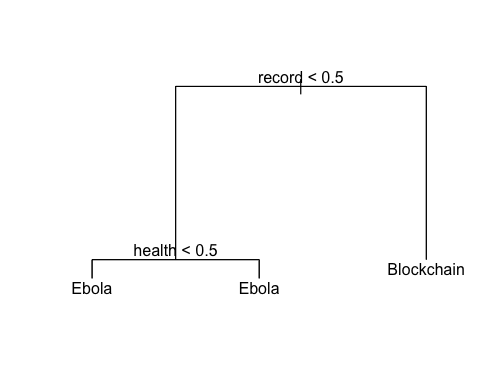 record < 0.5
health < 0.5
Blockchain
Ebola
Ebola